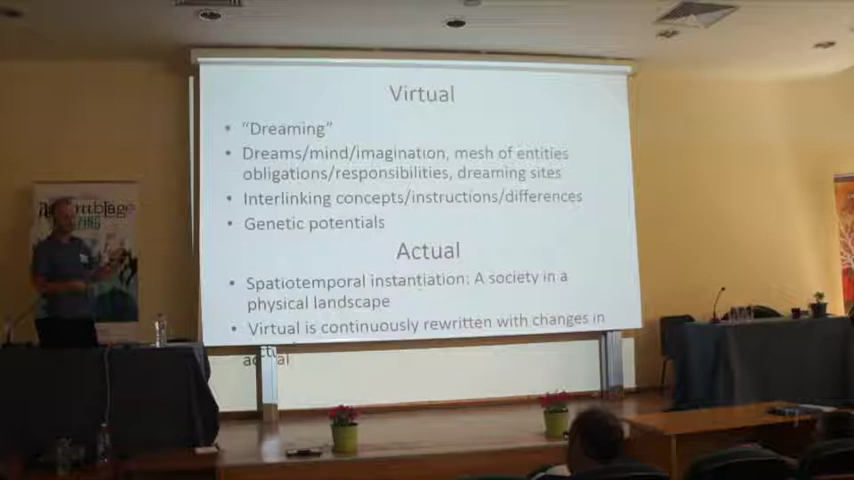 Virtual
• "Dreaming"
• Dreams/mind/imagination, mesh of entities
obligations/responsibilities, dreaming sites
• Interlinking concepts/instructions/differences
• Genetic potentials
Actual
• Spatiotemporal instantiation: A society in a
physical landscape
• Virtual is continuously rewritten with changes in
actual